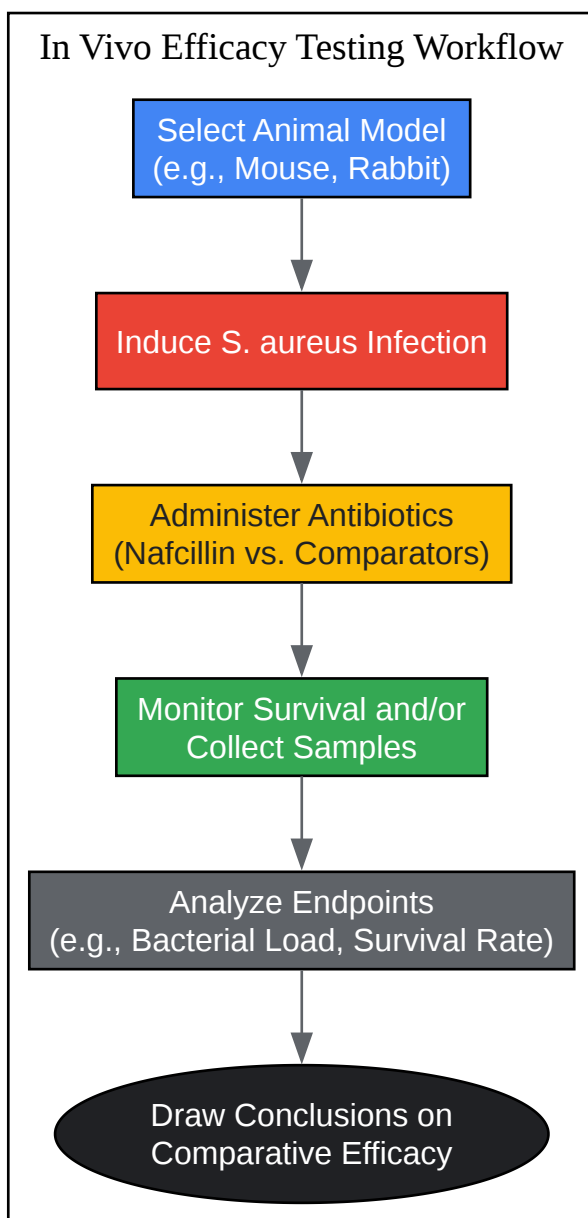 In Vivo Efficacy Testing Workflow
Select Animal Model
(e.g., Mouse, Rabbit)
Induce S. aureus Infection
Administer Antibiotics
(Nafcillin vs. Comparators)
Monitor Survival and/or
Collect Samples
Analyze Endpoints
(e.g., Bacterial Load, Survival Rate)
Draw Conclusions on
Comparative Efficacy